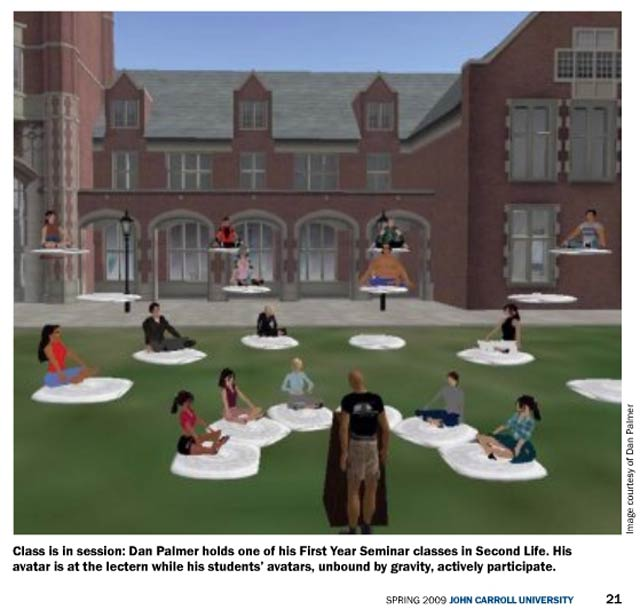 Image courtesy of Dan Palmer
Class is in session: Dan Palmer holds one of his First Year Seminar classes in Second Life. His
avatar is at the lectern while his students’ avatars, unbound by gravity, actively participate.
SPRING 2009 JOHN CARROLL UNIVERSITY 21